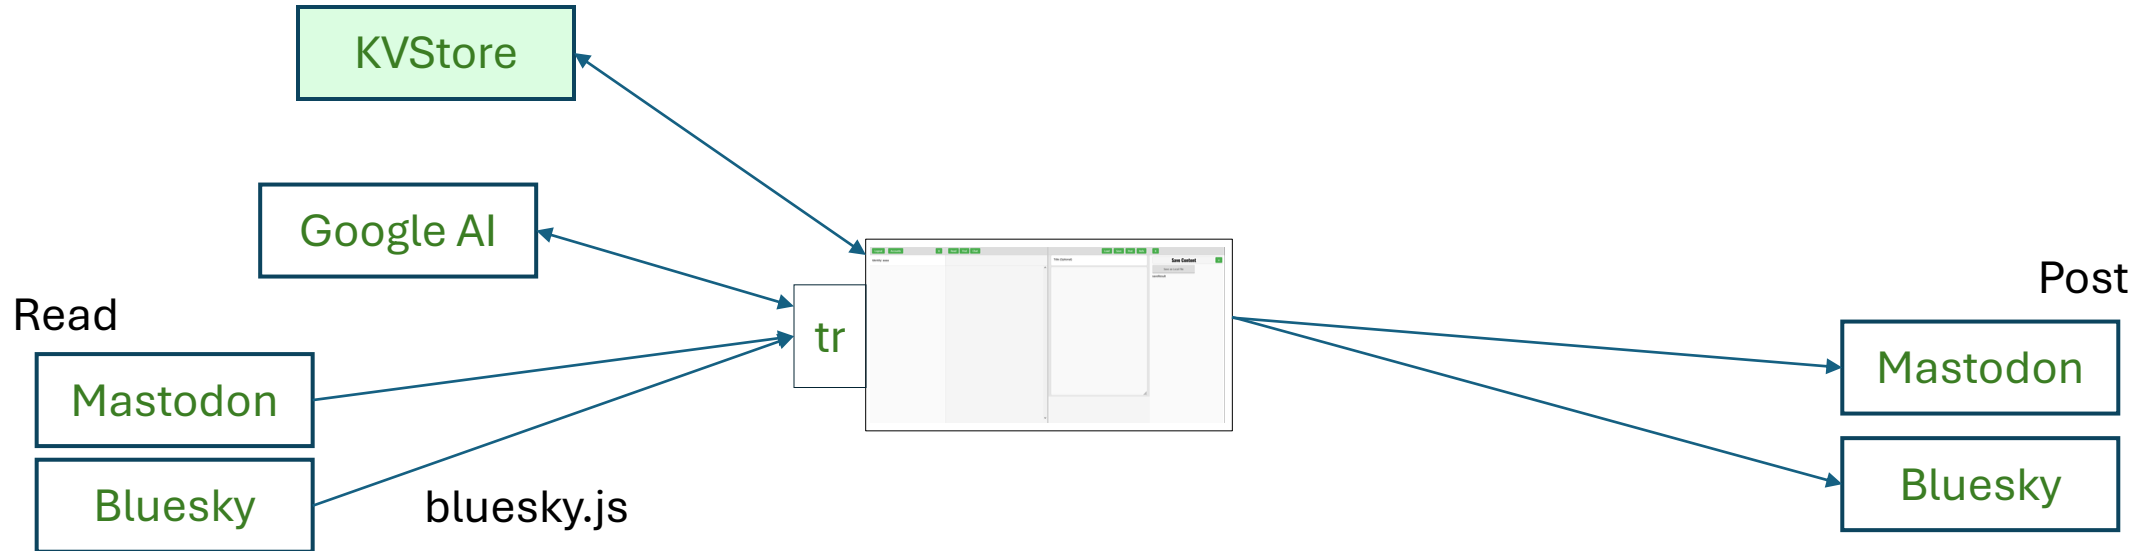 KVStore
Google AI
Read
Mastodon
Bluesky
bluesky.js
tr
Save Content
Post
Mastodon
Bluesky